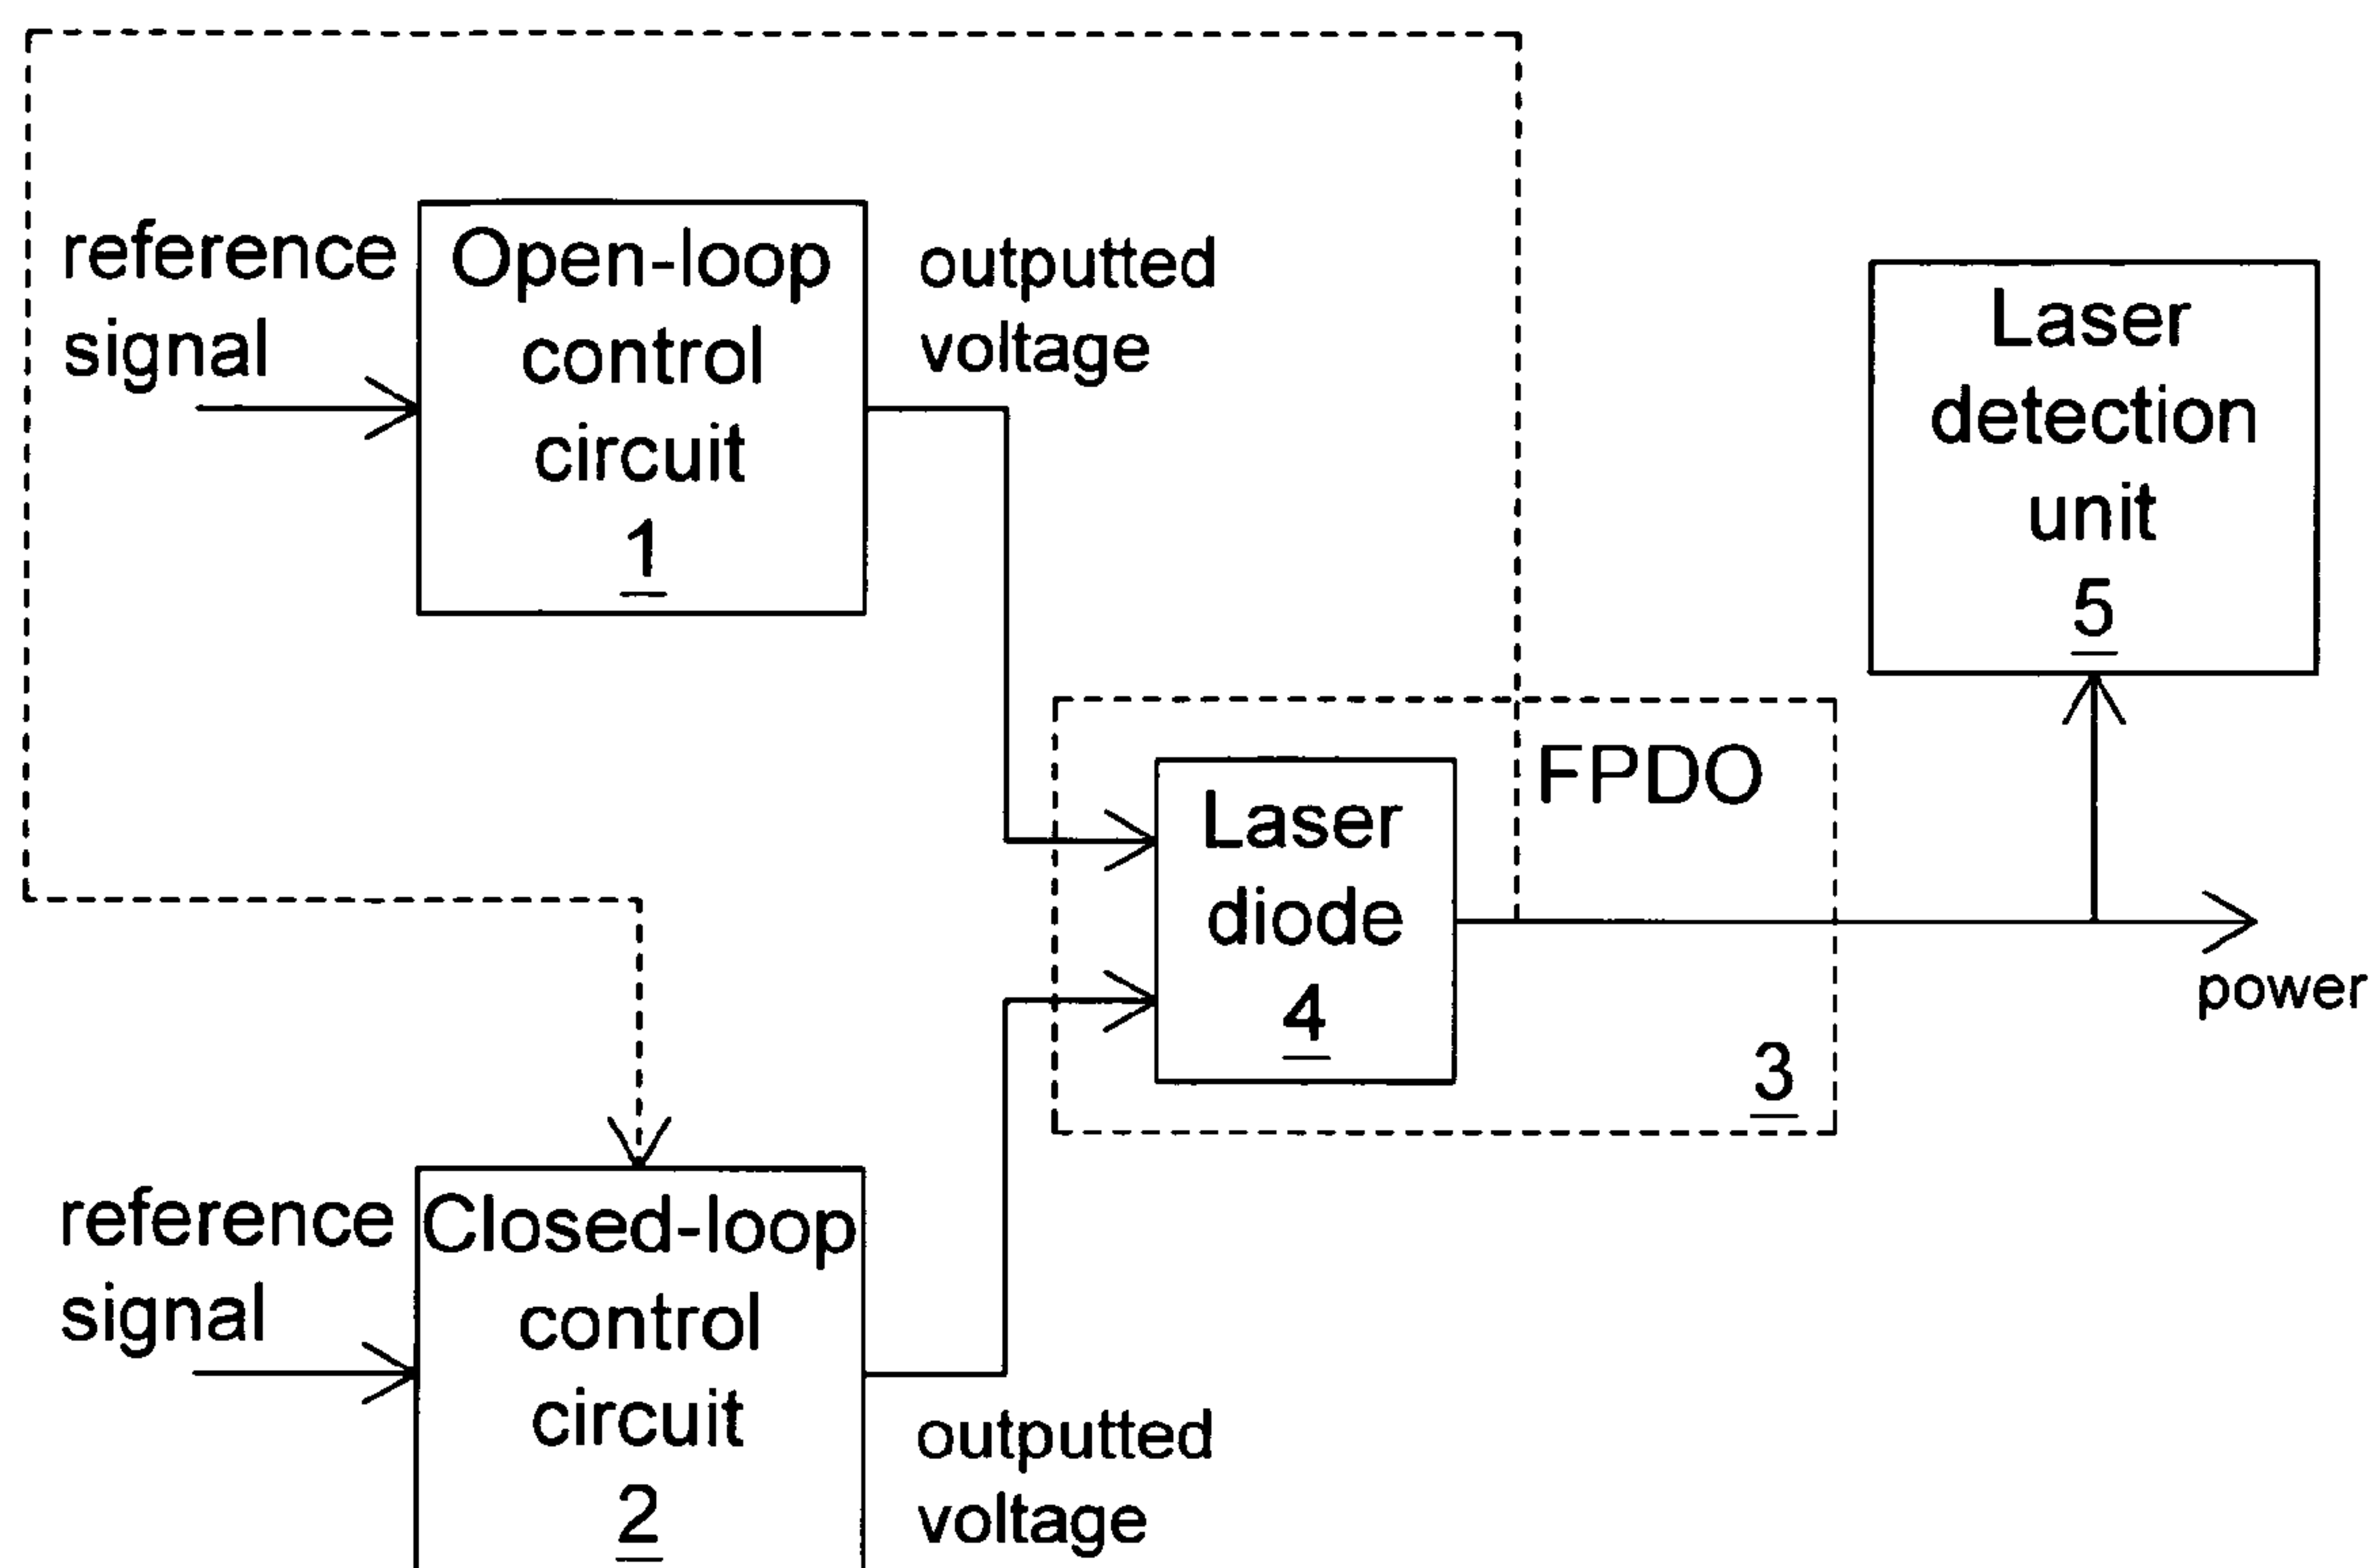 reference
signal
Open-loop
control
circuit
1
outputted
voltage
Laser
detection
unit
5
FPDO
Laser
diode
4
3
power
reference
signal
Closed-loop
control
circuit
2
outputted
voltage